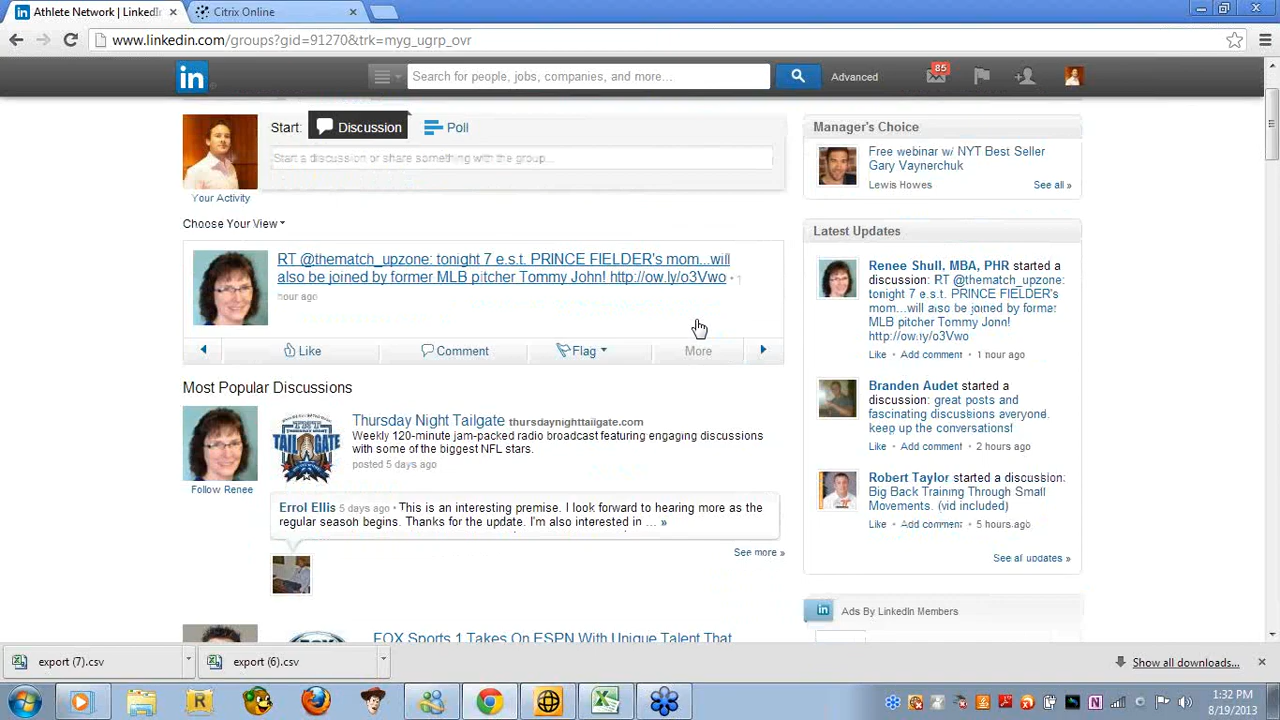 Athlete Network | LinkedI
Citrix Online
www.linkedin.com/groups?gid=91270&trk=myg_ugrp_ovr
in
Search for people, jobs, companies, and more...
Advanced
85
Start:
Discussion
Poll
Start a discussion or share something with the group...
Your Activity
Choose Your View
RT @thematch_upzone: tonight 7 e.s.t. PRINCE FIELDER's mom...will
also be joined by former MLB pitcher Tommy John! http://ow.ly/o3Vwo • 1
hour ago
Like
Comment
Flag
More
Most Popular Discussions
Follow Renee
TAILGATE
Thursday Night Tailgate thursdaynighttailgate.com
Weekly 120-minute jam-packed radio broadcast featuring engaging discussions
with some of the biggest NFL stars.
posted 5 days ago
Errol Ellis 5 days ago • This is an interesting premise. I look forward to hearing more as the
regular season begins. Thanks for the update. I'm also interested in ... »
See more »
FOX Sports 1 Takes On ESPN With Unique Talent That
Manager's Choice
Free webinar w/ NYT Best Seller
Gary Vaynerchuk
Lewis Howes
See all »
Latest Updates
Renee Shull, MBA, PHR started a
discussion: RT @thematch_upzone:
tonight 7 e.s.t. PRINCE FIELDER's
mom...will also be joined by former
MLB pitcher Tommy John!
http://ow.ly/o3Vwo
Like • Add comment • 1 hour ago
Branden Audet started a
discussion: great posts and
fascinating discussions averyone.
keep up the conversations!
Like • Add comment • 2 hours ago
Robert Taylor started a discussion:
Big Back Training Through Small
Movements. (vid included)
Like • Add comment • 5 hours ago
See all updates »
in
Ads By LinkedIn Members
export (7).csv
export (6).csv
Show all downloads...
1:32 PM
8/19/2013